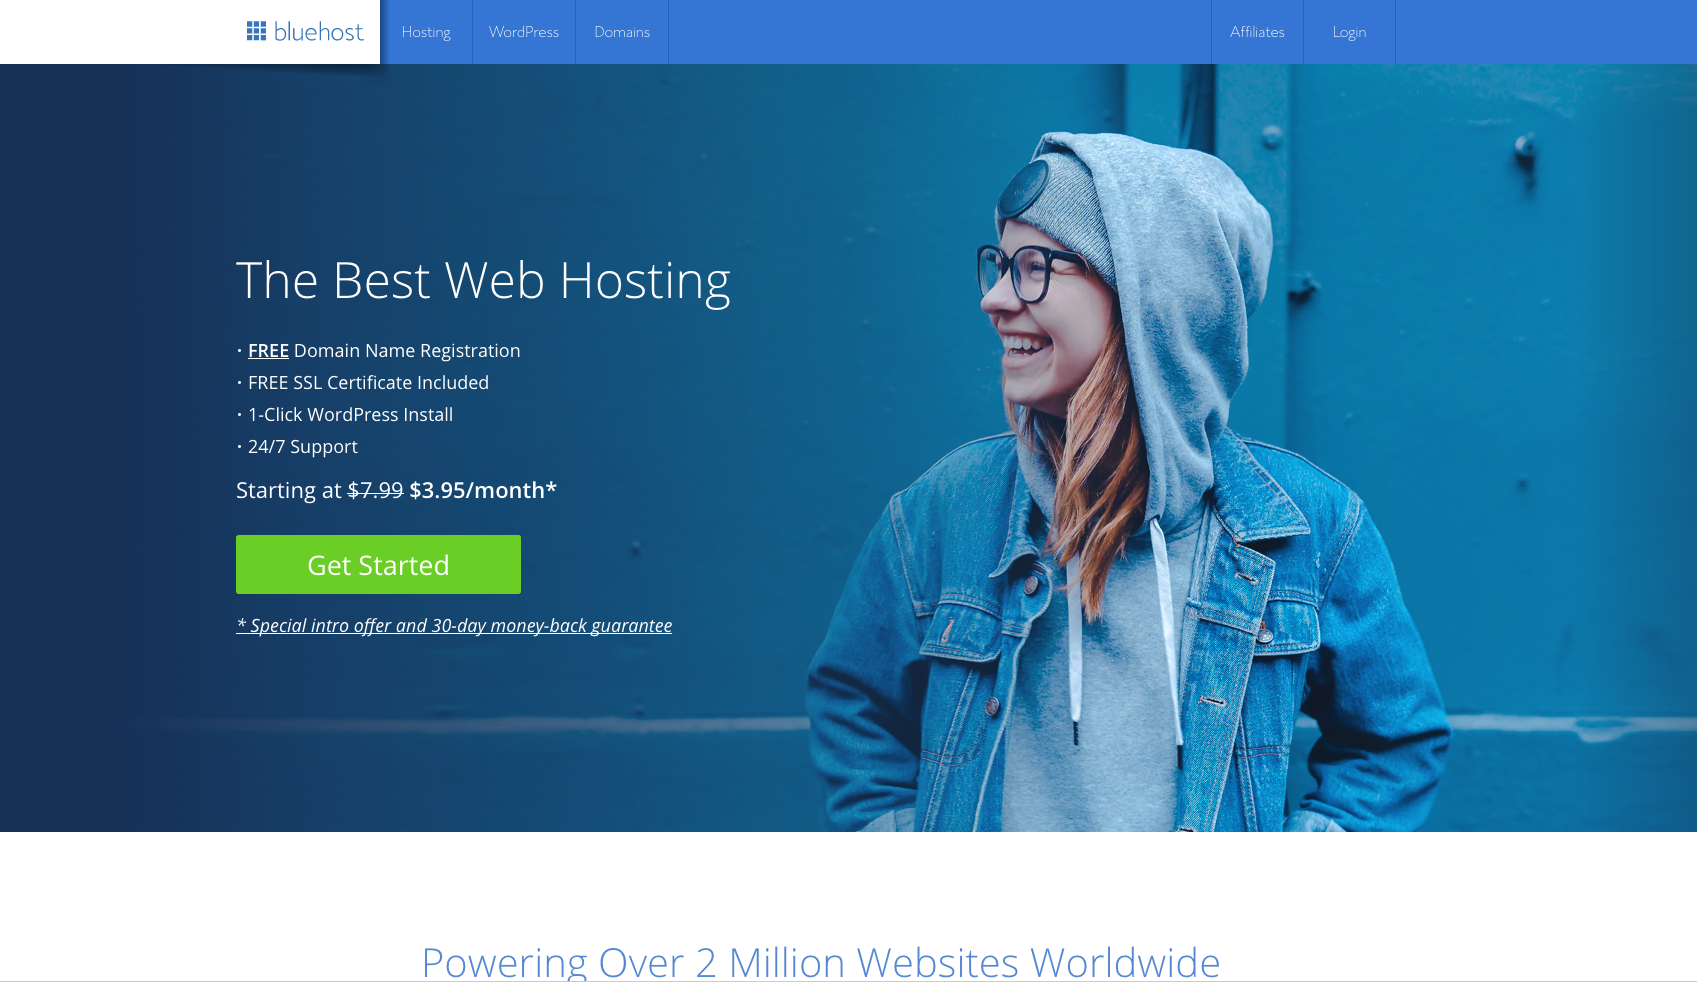 bluehost
Hosting
WordPress
Domains
Affiliates
Login
The Best Web Hosting
• FREE Domain Name Registration
• FREE SSL Certificate Included
• 1-Click WordPress Install
• 24/7 Support
Starting at $7.99 $3.95/month*
Get Started
* Special intro offer and 30-day money-back guarantee
Powering Over 2 Million Websites Worldwide